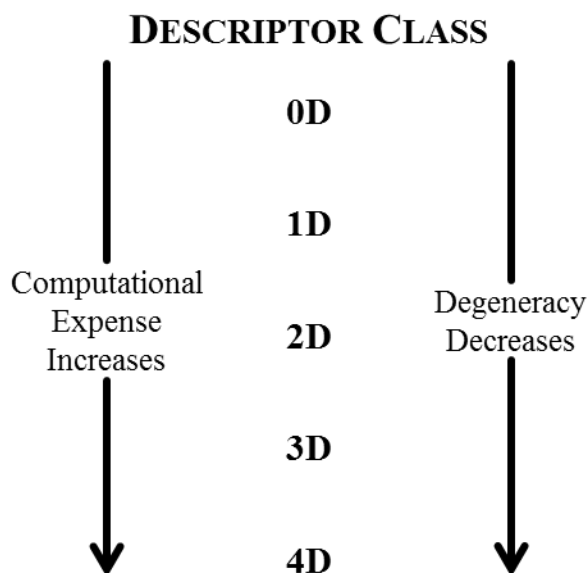 DESCRIPTOR CLASS
0D
1D
Computational
Expense
Increases
2D
Degeneracy
Decreases
3D
4D